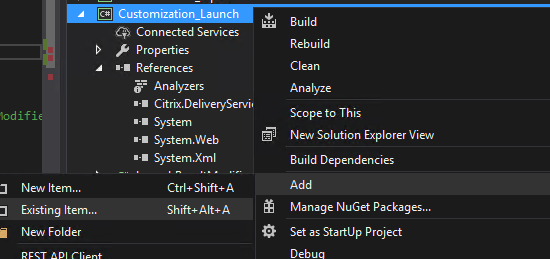 Customization_Launch
Connected Services
Properties
References
Analyzers
Citrix.DeliveryServic
System
System.Web
System.Xml
Modifie
Build
Rebuild
Clean
Analyze
Scope to This
New Solution Explorer View
Build Dependencies
Add
Manage NuGet Packages...
Set as StartUp Project
Debug
New Item... Ctrl+Shift+A
Existing Item... Shift+Alt+A
New Folder
REST API Client